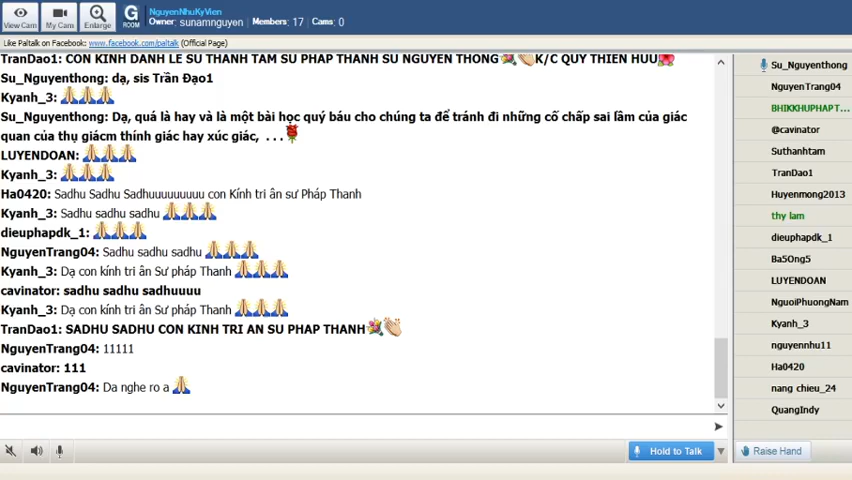 View Cam
My Cam
Enlarge
G
ROOM
NguyenNhuKyVien
Owner: sunamnguyen Members: 17 Cams: 0
Like Paltalk on Facebook: www.facebook.com/paltalk (Official Page)
TranDao1: CON KINH DANH LE SU THANH TAM SU PHAP THANH SU NGUYEN THONG K/C QUY THIEN HUU
Su_Nguyenthong: dạ, sis Trần Đạo1
Kyanh_3:
Su_Nguyenthong: Dạ, quá là hay và là một bài học quý báu cho chúng ta để tránh đi những cố chấp sai lầm của giác
quan của thụ giácm thính giác hay xúc giác, . . .
LUYENDOAN:
Kyanh_3:
Ha0420: Sadhu Sadhu Sadhuuuuuuuuu con Kính tri ân sư Pháp Thanh
Kyanh_3: Sadhu sadhu sadhu
dieuphapdk_1:
NguyenTrang04: Sadhu sadhu sadhu
Kyanh_3: Dạ con kính tri ân Sư pháp Thanh
cavinator: sadhu sadhu sadhuuuu
Kyanh_3: Dạ con kính tri ân Sư pháp Thanh
TranDao1: SADHU SADHU CON KINH TRI AN SU PHAP THANH
NguyenTrang04: 11111
cavinator: 111
NguyenTrang04: Da nghe ro a
Hold to Talk
Su_Nguyenthong
NguyenTrang04
BHIKKHUPHAPT...
@cavinator
Suthanhtam
TranDao1
Huyenmong2013
thy lam
dieuphapdk_1
Ba5Ong5
LUYENDOAN
NguoiPhuongNam
Kyanh_3
nguyennhu11
Ha0420
nang chieu_24
QuangIndy
Raise Hand